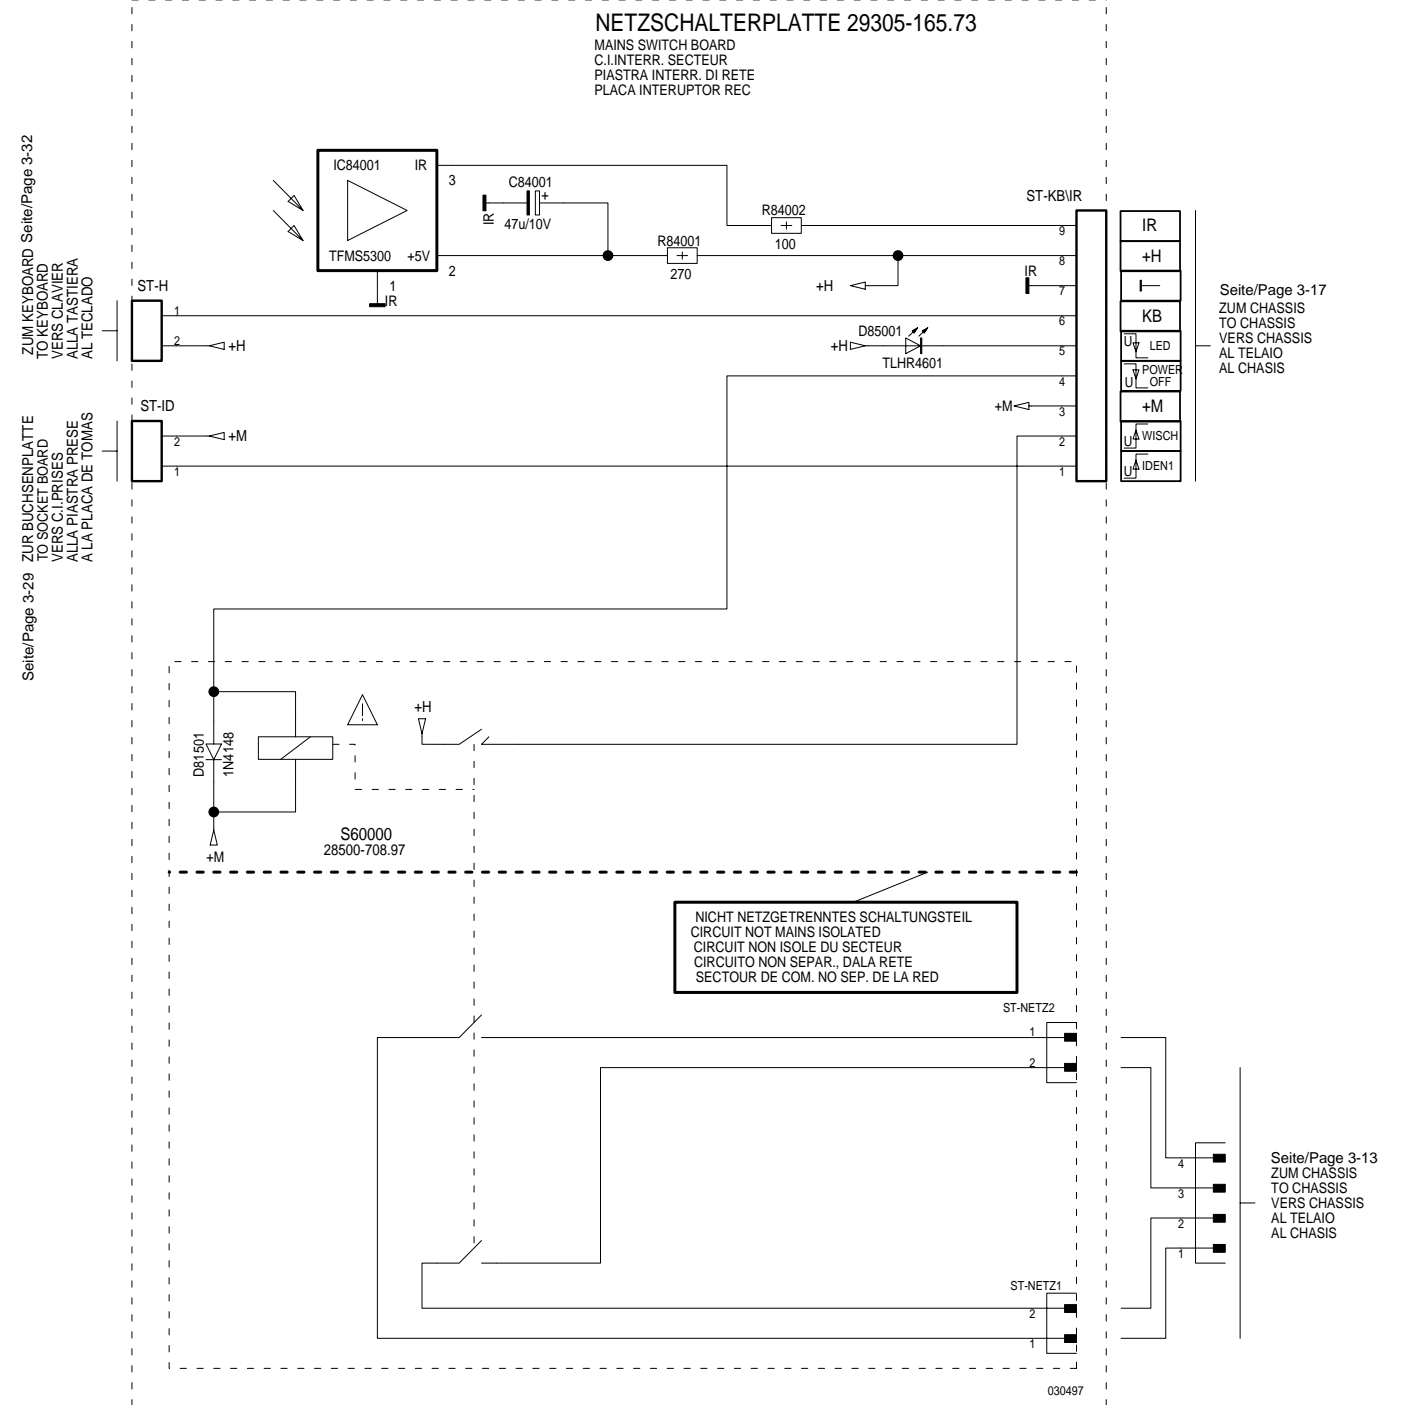 NETZSCHALTERPLATTE 29305-165.73
MAINS SWITCH BOARD
C.I.INTERR. SECTEUR
PIASTRA INTERR. DI RETE
PLACA INTERUPTOR REC
ZUM KEYBOARD Seite/Page 3-32
TO KEYBOARD
VERS CLAVIER
ALLA TASTIERA
AL TECLADO
IC84001 IR
TFMS5300 +5V
3
2
1
IR
C84001
+
47u/10V
IR
R84002
100
R84001
270
+H
IR
ST-H
1
2
+H
D85001
+H
TLHR4601
+M
ST-ID
2
+M
1
ST-KB\IR
9
8
7
6
5
4
3
2
1
IR
+H
KB
U LED
U POWER
OFF
+M
U WISCH
U IDEN1
Seite/Page 3-17
ZUM CHASSIS
TO CHASSIS
VERS CHASSIS
AL TELAIO
AL CHASIS
Seite/Page 3-29 ZUR BUCHSENPLATTE
TO SOCKET BOARD
VERS C.I.PRISES
ALLA PIASTRA PRESE
A LA PLACA DE TOMAS
D81501
1N4148
!
+H
+M
S60000
28500-708.97
NICHT NETZGETRENNTES SCHALTUNGSTEIL
CIRCUIT NOT MAINS ISOLATED
CIRCUIT NON ISOLE DU SECTEUR
CIRCUITO NON SEPAR., DALA RETE
SECTOUR DE COM. NO SEP. DE LA RED
ST-NETZ2
1
2
4
3
2
1
Seite/Page 3-13
ZUM CHASSIS
TO CHASSIS
VERS CHASSIS
AL TELAIO
AL CHASIS
ST-NETZ1
2
1
030497